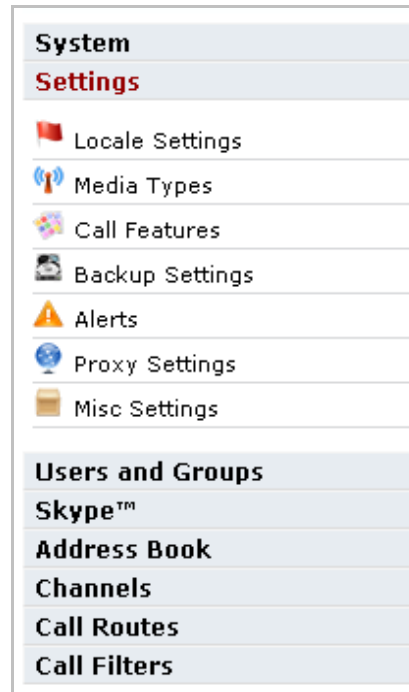 System
Settings
Locale Settings
Media Types
Call Features
Backup Settings
Alerts
Proxy Settings
Misc Settings
Users and Groups
Skype™
Address Book
Channels
Call Routes
Call Filters